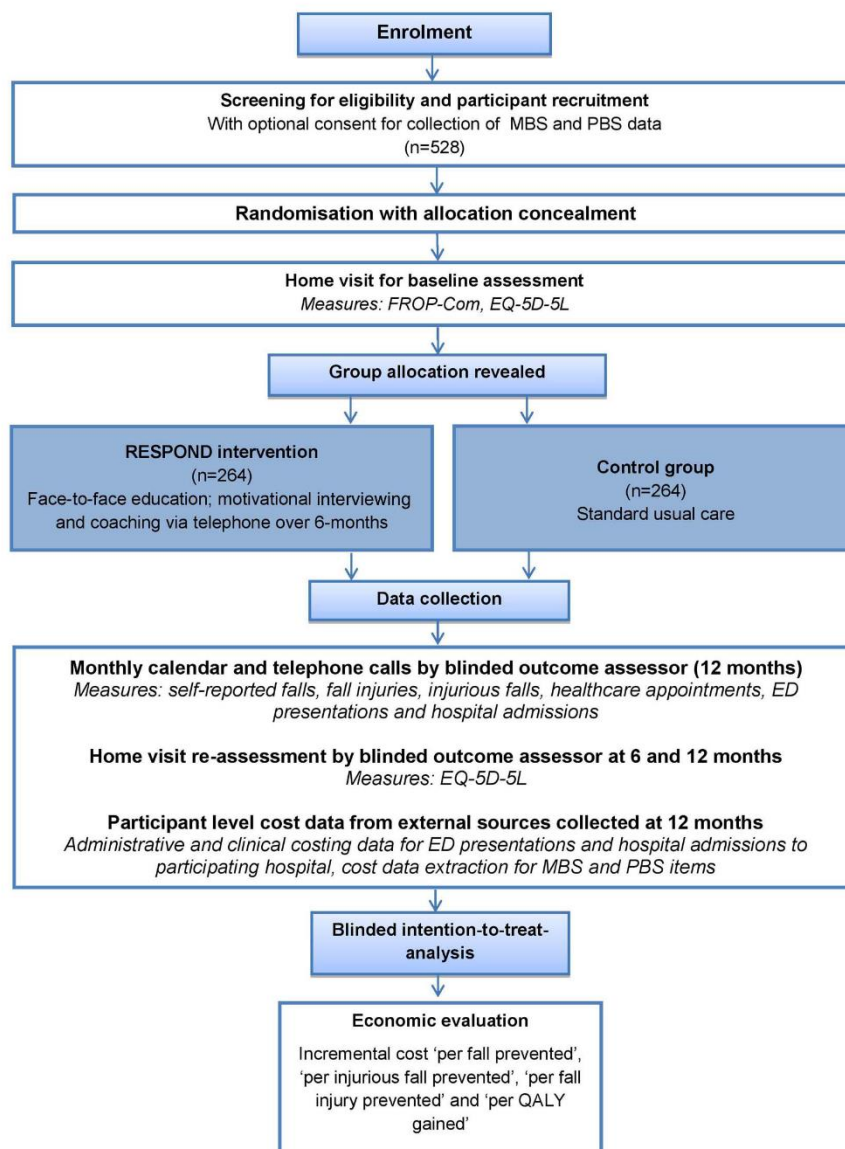 Enrolment
Screening for eligibility and participant recruitment
With optional consent for collection of MBS and PBS data
(n=528)
Randomisation with allocation concealment
Home visit for baseline assessment
Measures: FROP-Com, EQ-5D-5L
Group allocation revealed
RESPOND intervention
(n=264)
Face-to-face education; motivational interviewing
and coaching via telephone over 6-months
Control group
(n=264)
Standard usual care
Data collection
Monthly calendar and telephone calls by blinded outcome assessor (12 months)
Measures: self-reported falls, fall injuries, injurious falls, healthcare appointments, ED
presentations and hospital admissions
Home visit re-assessment by blinded outcome assessor at 6 and 12 months
Measures: EQ-5D-5L
Participant level cost data from external sources collected at 12 months
Administrative and clinical costing data for ED presentations and hospital admissions to
participating hospital, cost data extraction for MBS and PBS items
Blinded intention-to-treat-
analysis
Economic evaluation
Incremental cost ‘per fall prevented’,
‘per injurious fall prevented’, ‘per fall
injury prevented’ and ‘per QALY
gained’